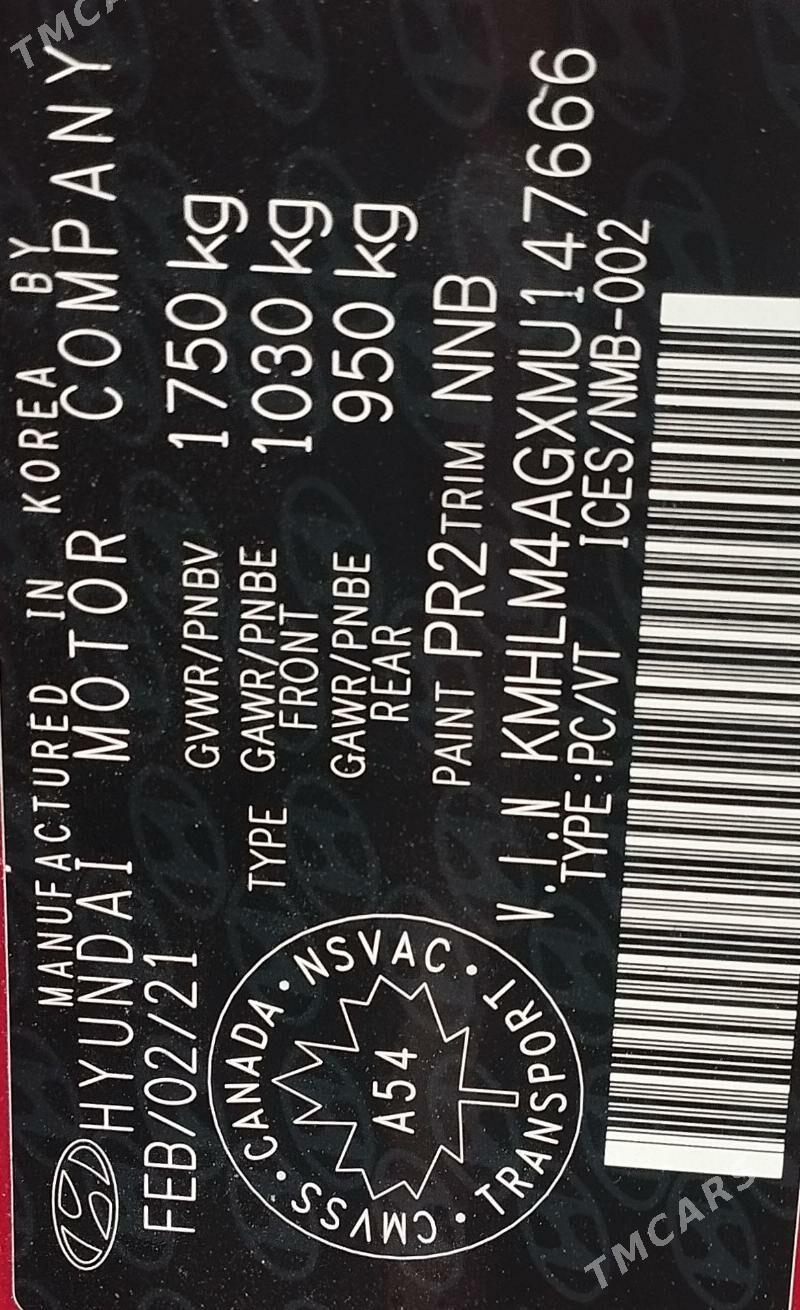 MANUFACTURED IN KOREA BY
HYUNDAI MOTOR COMPANY
FEB/02/21
GVWR/PNBV 1750 kg
TYPE GAWR/PNBE FRONT 1030 kg
GAWR/PNBE REAR 950 kg
PAINT PR2 TRIM NNB
V.I.N KMHLM4AGXMU147666
TYPE:PC/VT ICES/NMB-002
CMVSS · CANADA · NSVAC · TRANSPORT ·
A54
TMCARS